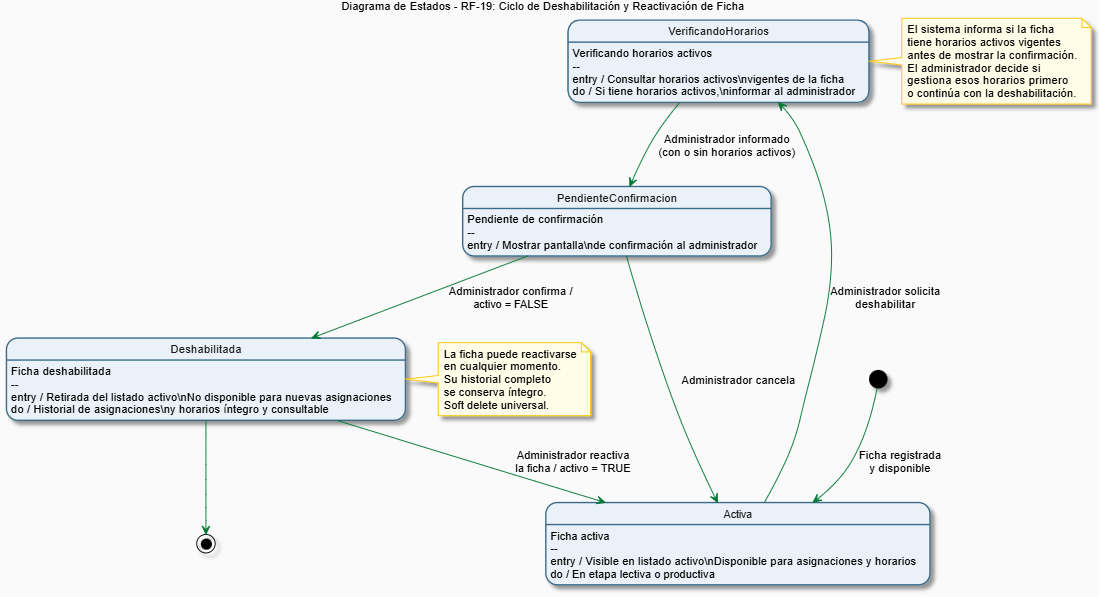 Diagrama de Estados - RF-19: Ciclo de Deshabilitación y Reactivación de Ficha
VerificandoHorarios
Verificando horarios activos
--
entry / Consultar horarios activos\nvigentes de la ficha
do / Si tiene horarios activos,\ninformar al administrador
El sistema informa si la ficha
tiene horarios activos vigentes
antes de mostrar la confirmación.
El administrador decide si
gestiona esos horarios primero
o continúa con la deshabilitación.
Administrador informado
(con o sin horarios activos)
PendienteConfirmacion
Pendiente de confirmación
--
entry / Mostrar pantalla\nde confirmación al administrador
Administrador confirma /
activo = FALSE
Administrador solicita
deshabilitar
Deshabilitada
Ficha deshabilitada
--
entry / Retirada del listado activo\nNo disponible para nuevas asignaciones
do / Historial de asignaciones\ny horarios íntegro y consultable
La ficha puede reactivarse
en cualquier momento.
Su historial completo
se conserva íntegro.
Soft delete universal.
Administrador cancela
Administrador reactiva
la ficha / activo = TRUE
Ficha registrada
y disponible
Activa
Ficha activa
--
entry / Visible en listado activo\nDisponible para asignaciones y horarios
do / En etapa lectiva o productiva